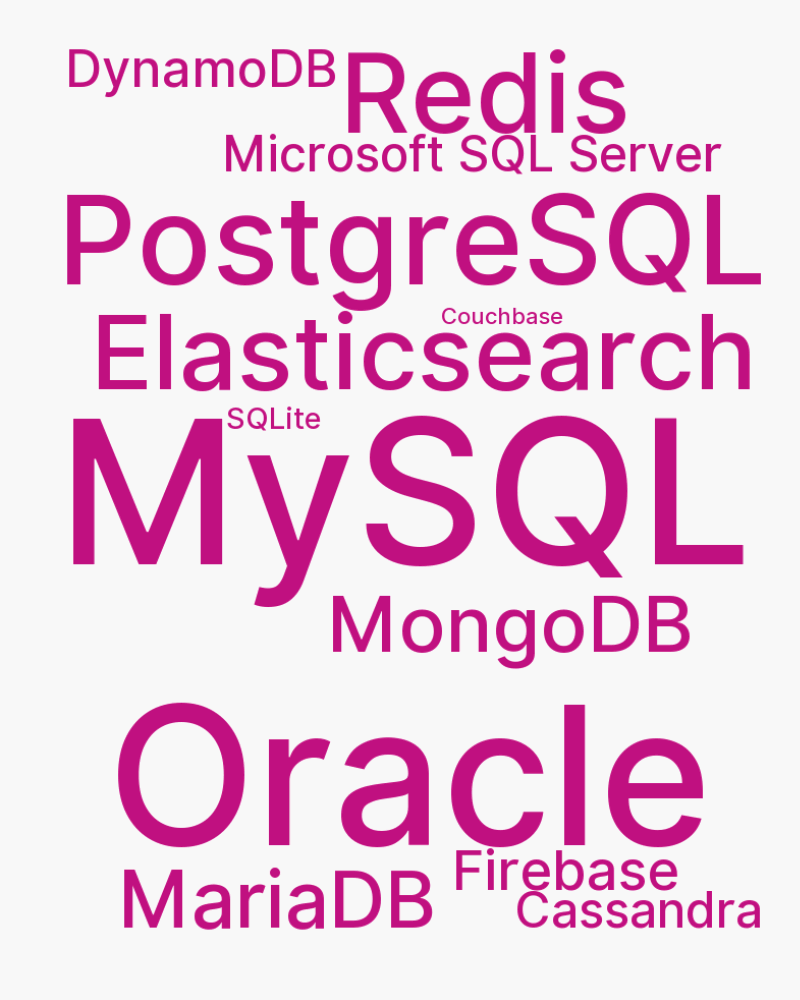 DynamoDB Redis
Microsoft SQL Server
PostgreSQL
Couchbase
Elasticsearch
SQLite
MySQL
MongoDB
Oracle
Firebase
MariaDB
Cassandra